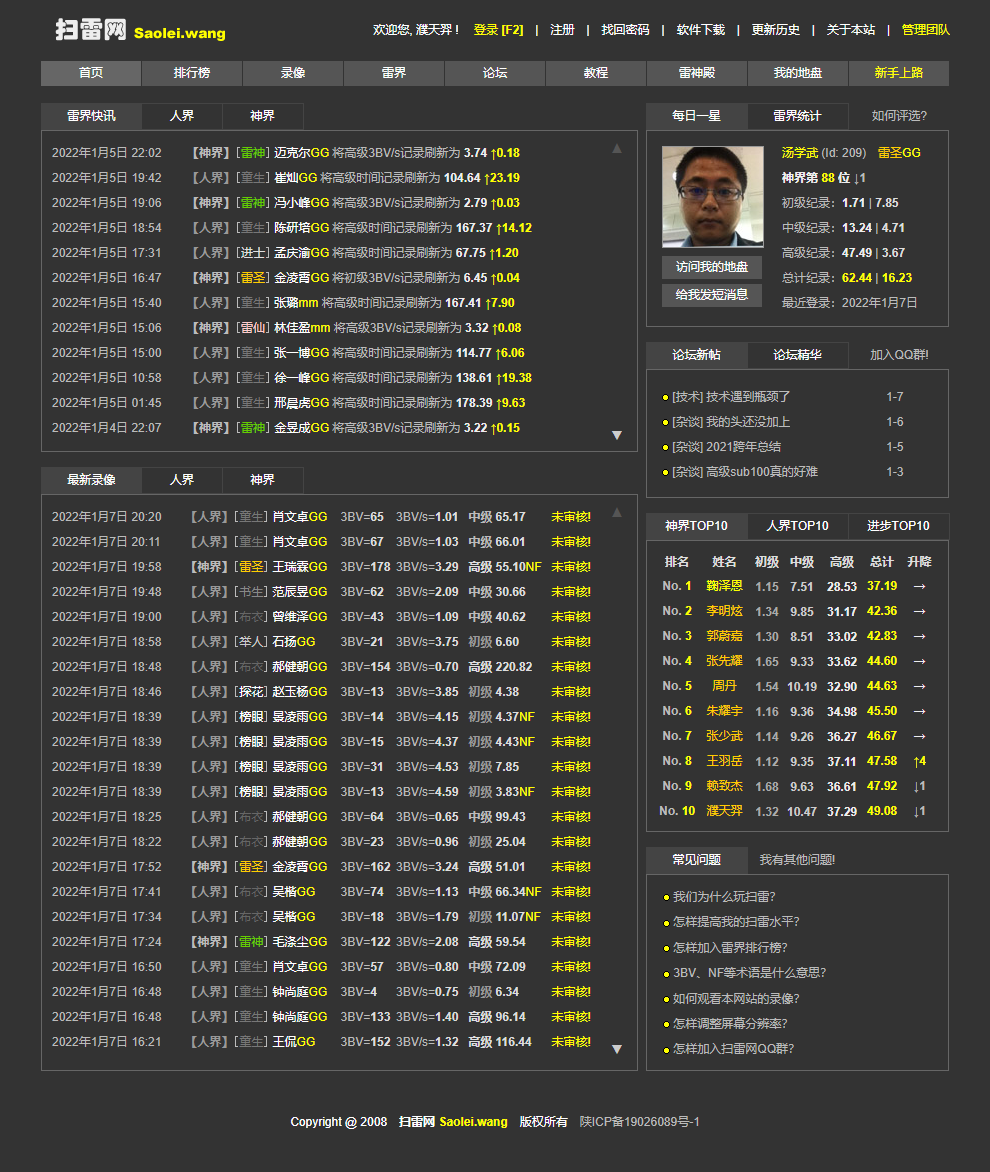 扫雷网 Saolei.wang
欢迎您, 濮天羿 ! 登录 [F2] | 注册 | 找回密码 | 软件下载 | 更新历史 | 关于本站 | 管理团队
首页 排行榜 录像 雷界 论坛 教程 雷神殿 我的地盘 新手上路
雷界快讯 人界 神界
2022年1月5日 22:02 【神界】[雷神] 迈克尔GG 将高级3BV/s记录刷新为 3.74 ↑0.18
2022年1月5日 19:42 【人界】[童生] 崔灿GG 将高级时间记录刷新为 104.64 ↑23.19
2022年1月5日 19:06 【神界】[雷神] 冯小峰GG 将高级3BV/s记录刷新为 2.79 ↑0.03
2022年1月5日 18:54 【人界】[童生] 陈研培GG 将高级时间记录刷新为 167.37 ↑14.12
2022年1月5日 17:31 【人界】[进士] 孟庆渝GG 将高级时间记录刷新为 67.75 ↑1.20
2022年1月5日 16:47 【神界】[雷圣] 金凌霄GG 将初级3BV/s记录刷新为 6.45 ↑0.04
2022年1月5日 15:40 【人界】[童生] 张璐mm 将高级时间记录刷新为 167.41 ↑7.90
2022年1月5日 15:06 【神界】[雷仙] 林佳盈mm 将高级3BV/s记录刷新为 3.32 ↑0.08
2022年1月5日 15:00 【人界】[童生] 张一博GG 将高级时间记录刷新为 114.77 ↑6.06
2022年1月5日 10:58 【人界】[童生] 徐一峰GG 将高级时间记录刷新为 138.61 ↑19.38
2022年1月5日 01:45 【人界】[童生] 邢晨虎GG 将高级时间记录刷新为 178.39 ↑9.63
2022年1月4日 22:07 【神界】[雷神] 金昱成GG 将高级3BV/s记录刷新为 3.22 ↑0.15
最新录像 人界 神界
2022年1月7日 20:20 【人界】[童生] 肖文卓GG 3BV=65 3BV/s=1.01 中级 65.17 未审核!
2022年1月7日 20:11 【人界】[童生] 肖文卓GG 3BV=67 3BV/s=1.03 中级 66.01 未审核!
2022年1月7日 19:58 【神界】[雷圣] 王瑞霖GG 3BV=178 3BV/s=3.29 高级 55.10NF 未审核!
2022年1月7日 19:48 【人界】[书生] 范辰昱GG 3BV=62 3BV/s=2.09 中级 30.66 未审核!
2022年1月7日 19:00 【人界】[布衣] 曾维泽GG 3BV=43 3BV/s=1.09 中级 40.62 未审核!
2022年1月7日 18:58 【人界】[举人] 石扬GG 3BV=21 3BV/s=3.75 初级 6.60 未审核!
2022年1月7日 18:48 【人界】[布衣] 郝健朝GG 3BV=154 3BV/s=0.70 高级 220.82 未审核!
2022年1月7日 18:46 【人界】[探花] 赵玉杨GG 3BV=13 3BV/s=3.85 初级 4.38 未审核!
2022年1月7日 18:39 【人界】[榜眼] 景凌雨GG 3BV=14 3BV/s=4.15 初级 4.37NF 未审核!
2022年1月7日 18:39 【人界】[榜眼] 景凌雨GG 3BV=15 3BV/s=4.37 初级 4.43NF 未审核!
2022年1月7日 18:39 【人界】[榜眼] 景凌雨GG 3BV=31 3BV/s=4.53 初级 7.85 未审核!
2022年1月7日 18:39 【人界】[榜眼] 景凌雨GG 3BV=13 3BV/s=4.59 初级 3.83NF 未审核!
2022年1月7日 18:25 【人界】[布衣] 郝健朝GG 3BV=64 3BV/s=0.65 中级 99.43 未审核!
2022年1月7日 18:22 【人界】[布衣] 郝健朝GG 3BV=23 3BV/s=0.96 初级 25.04 未审核!
2022年1月7日 17:52 【神界】[雷圣] 金凌霄GG 3BV=162 3BV/s=3.24 高级 51.01 未审核!
2022年1月7日 17:41 【人界】[布衣] 吴楷GG 3BV=74 3BV/s=1.13 中级 66.34NF 未审核!
2022年1月7日 17:34 【人界】[布衣] 吴楷GG 3BV=18 3BV/s=1.79 初级 11.07NF 未审核!
2022年1月7日 17:24 【神界】[雷神] 毛涤尘GG 3BV=122 3BV/s=2.08 高级 59.54 未审核!
2022年1月7日 16:50 【人界】[童生] 肖文卓GG 3BV=57 3BV/s=0.80 中级 72.09 未审核!
2022年1月7日 16:48 【人界】[童生] 钟尚庭GG 3BV=4 3BV/s=0.75 初级 6.34 未审核!
2022年1月7日 16:48 【人界】[童生] 钟尚庭GG 3BV=133 3BV/s=1.40 高级 96.14 未审核!
2022年1月7日 16:21 【人界】[童生] 王侃GG 3BV=152 3BV/s=1.32 高级 116.44 未审核!
每日一星 雷界统计 如何评选?
汤学武 (Id: 209) 雷圣GG
神界第 88 位 ↓1
初级纪录：1.71 | 7.85
中级纪录：13.24 | 4.71
高级纪录：47.49 | 3.67
总计纪录：62.44 | 16.23
最近登录：2022年1月7日
访问我的地盘
给我发短消息
论坛新帖 论坛精华 加入QQ群!
[技术] 技术遇到瓶颈了 1-7
[杂谈] 我的头还没加上 1-6
[杂谈] 2021跨年总结 1-5
[杂谈] 高级sub100真的好难 1-3
神界TOP10 人界TOP10 进步TOP10
排名 姓名 初级 中级 高级 总计 升降
No. 1 鞠泽恩 1.15 7.51 28.53 37.19 →
No. 2 李明炫 1.34 9.85 31.17 42.36 →
No. 3 郭蔚嘉 1.30 8.51 33.02 42.83 →
No. 4 张先耀 1.65 9.33 33.62 44.60 →
No. 5 周丹 1.54 10.19 32.90 44.63 →
No. 6 朱耀宇 1.16 9.36 34.98 45.50 →
No. 7 张少武 1.14 9.26 36.27 46.67 →
No. 8 王羽岳 1.12 9.35 37.11 47.58 ↑4
No. 9 赖致杰 1.68 9.63 36.61 47.92 ↓1
No. 10 濮天羿 1.32 10.47 37.29 49.08 ↓1
常见问题 我有其他问题!
我们为什么玩扫雷?
怎样提高我的扫雷水平?
怎样加入雷界排行榜?
3BV、NF等术语是什么意思?
如何观看本网站的录像?
怎样调整屏幕分辨率?
怎样加入扫雷网QQ群?
Copyright @ 2008 扫雷网 Saolei.wang 版权所有 陕ICP备19026089号-1